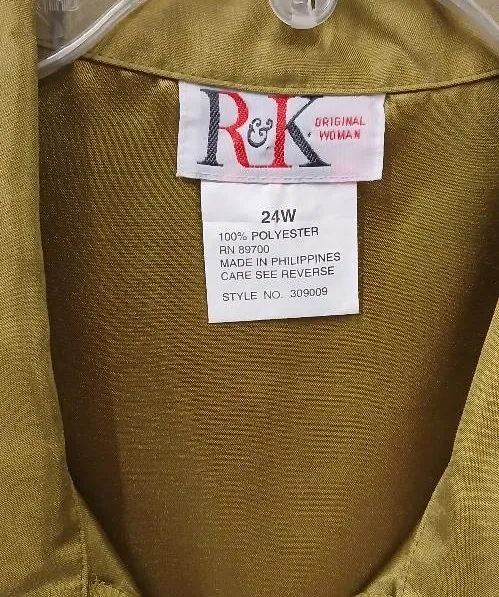 R&K ORIGINAL
WOMAN
24W
100% POLYESTER
RN 89700
MADE IN PHILIPPINES
CARE SEE REVERSE
STYLE NO. 309009